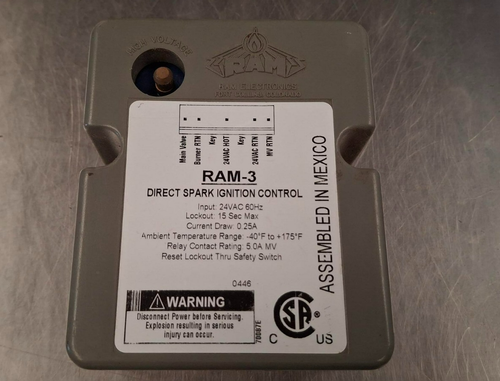 HIGH VOLTAGE
RAM
RAM ELECTRONICS
Main Valve
Burner RTN
Key
24VAC HOT
Key
24VAC RTN
MV RTN
RAM-3
DIRECT SPARK IGNITION CONTROL
Input: 24VAC 60Hz
Lockout: 15 Sec Max
Current Draw: 0.25A
Ambient Temperature Range: -40°F to +175°F
Relay Contact Rating: 5.0A MV
Reset Lockout Thru Safety Switch
0446
WARNING
Disconnect Power before Servicing.
Explosion resulting in serious
injury can occur.
70087E
C US
ASSEMBLED IN MEXICO